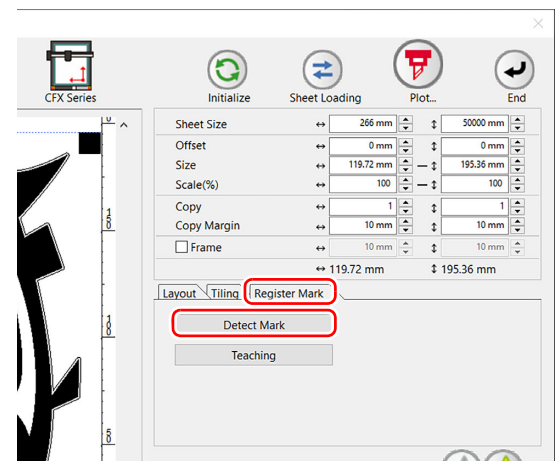 CFX Series
Initialize
Sheet Loading
Plot...
End
Sheet Size 266 mm 50000 mm
Offset 0 mm 0 mm
Size 119.72 mm 195.36 mm
Scale(%) 100 100
Copy 1 1
Copy Margin 10 mm 10 mm
Frame 10 mm 10 mm
119.72 mm 195.36 mm
Layout Tiling Register Mark
Detect Mark
Teaching